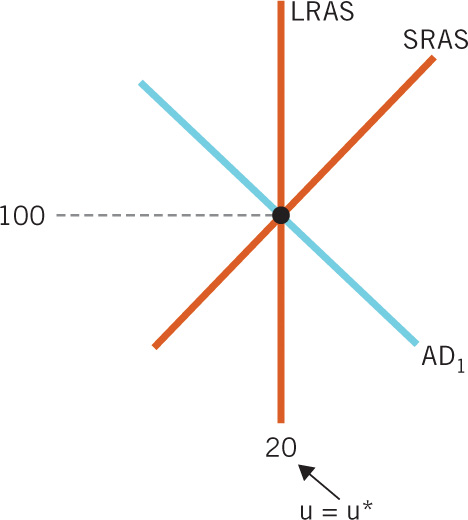 LRAS
SRAS
100
AD₁
20
u = u*